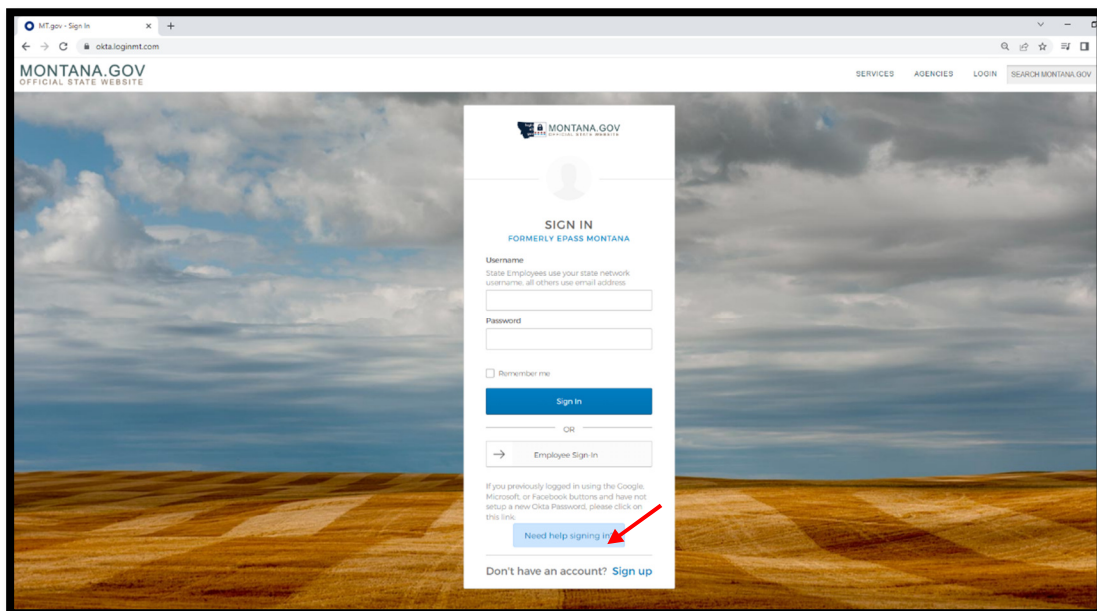 MT.gov - Sign In
okta.loginmt.com
MONTANA.GOV
OFFICIAL STATE WEBSITE
SERVICES AGENCIES LOGIN SEARCH MONTANA.GOV
MONTANA.GOV
OFFICIAL STATE WEBSITE
SIGN IN
FORMERLY EPASS MONTANA
Username
State Employees use your state network
username, all others use email address
Password
Remember me
Sign In
OR
Employee Sign-In
If you previously logged in using the Google,
Microsoft, or Facebook buttons and have not
setup a new Okta Password, please click on
this link.
Need help signing in
Don't have an account? Sign up